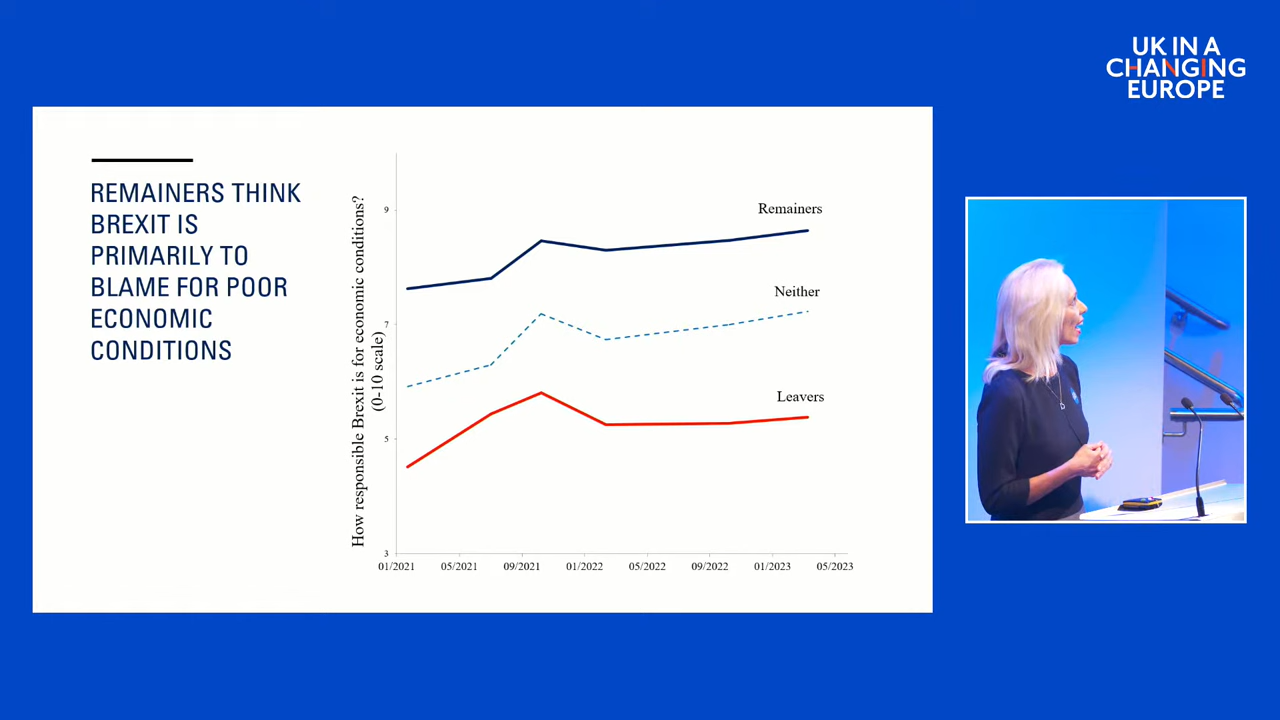 UK IN A
CHANGING
EUROPE
REMAINERS THINK
BREXIT IS
PRIMARILY TO
BLAME FOR POOR
ECONOMIC
CONDITIONS
How responsible Brexit is for economic conditions?
(0-10 scale)
9
7
5
3
Remainers
Neither
Leavers
01/2021 05/2021 09/2021 01/2022 05/2022 09/2022 01/2023 05/2023